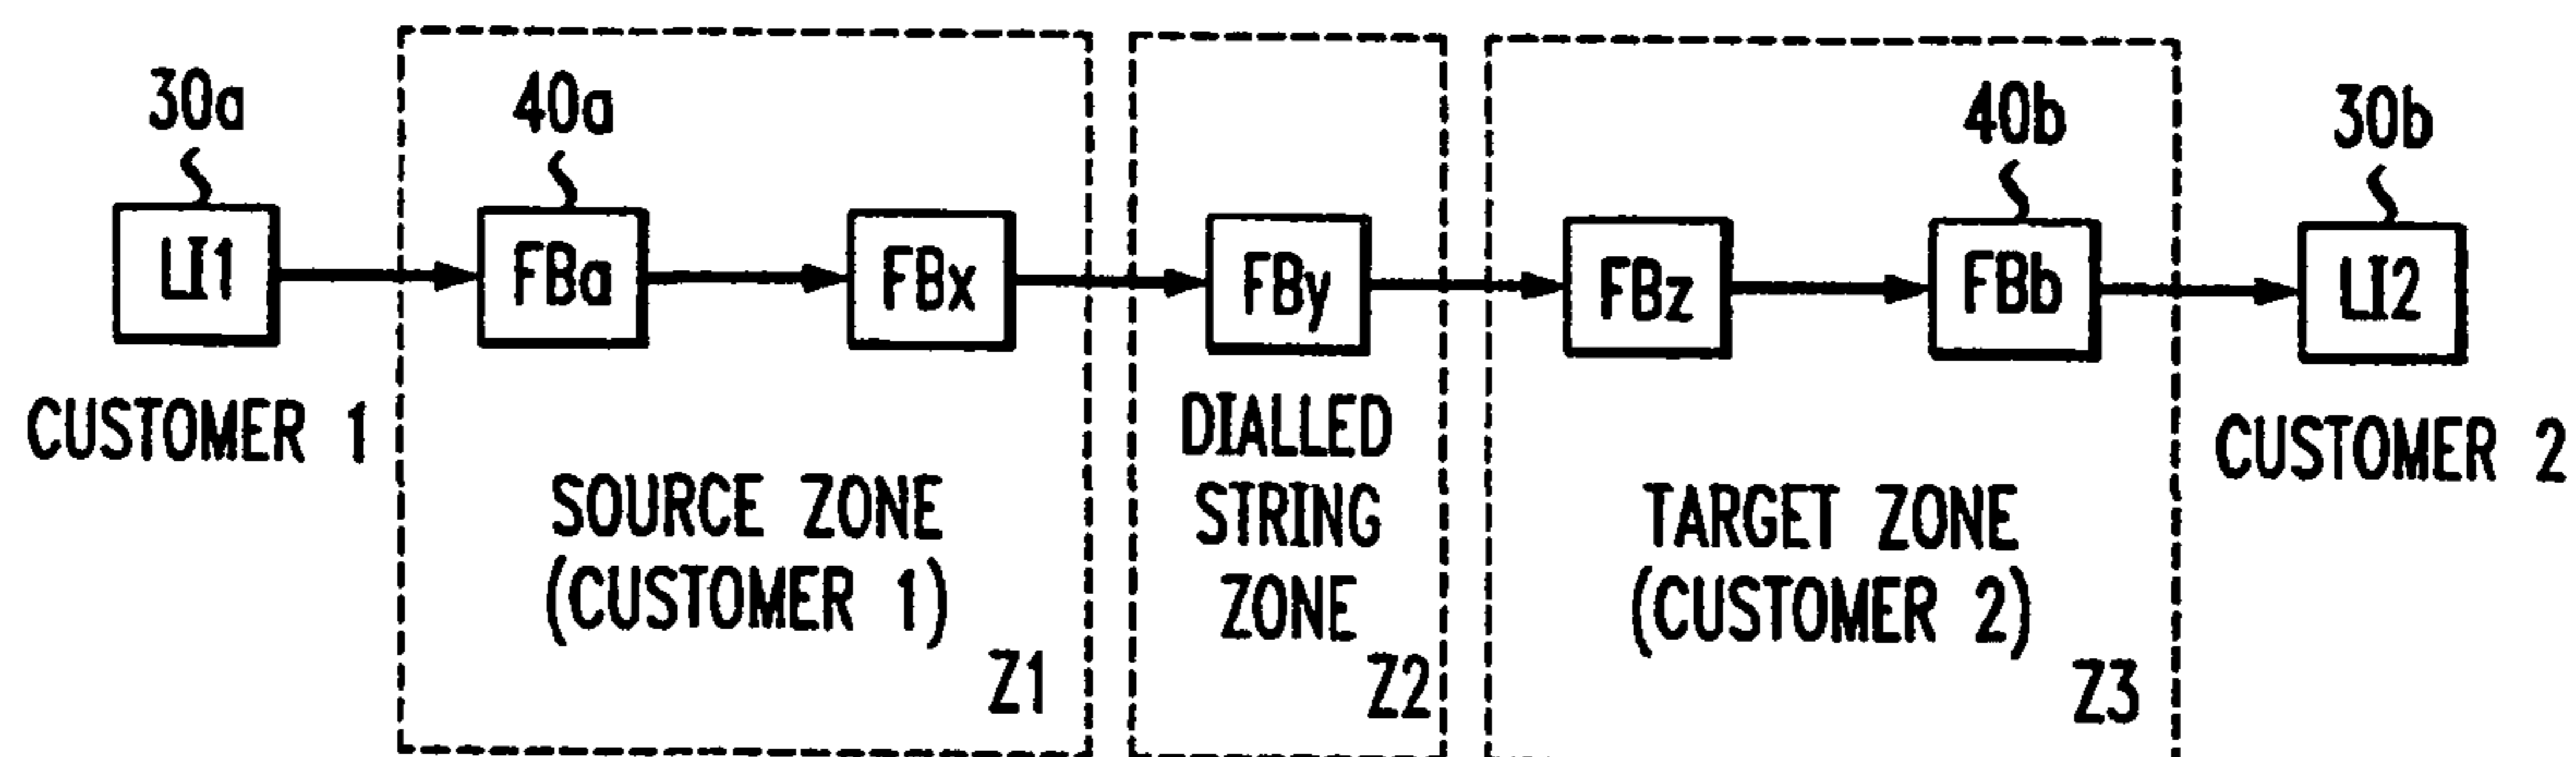 30a
40a
40b
30b
LI1
FBa
FBx
FBy
FBz
FBb
LI2
CUSTOMER 1
SOURCE ZONE
(CUSTOMER 1)
Z1
DIALLED
STRING
ZONE
Z2
TARGET ZONE
(CUSTOMER 2)
Z3
CUSTOMER 2